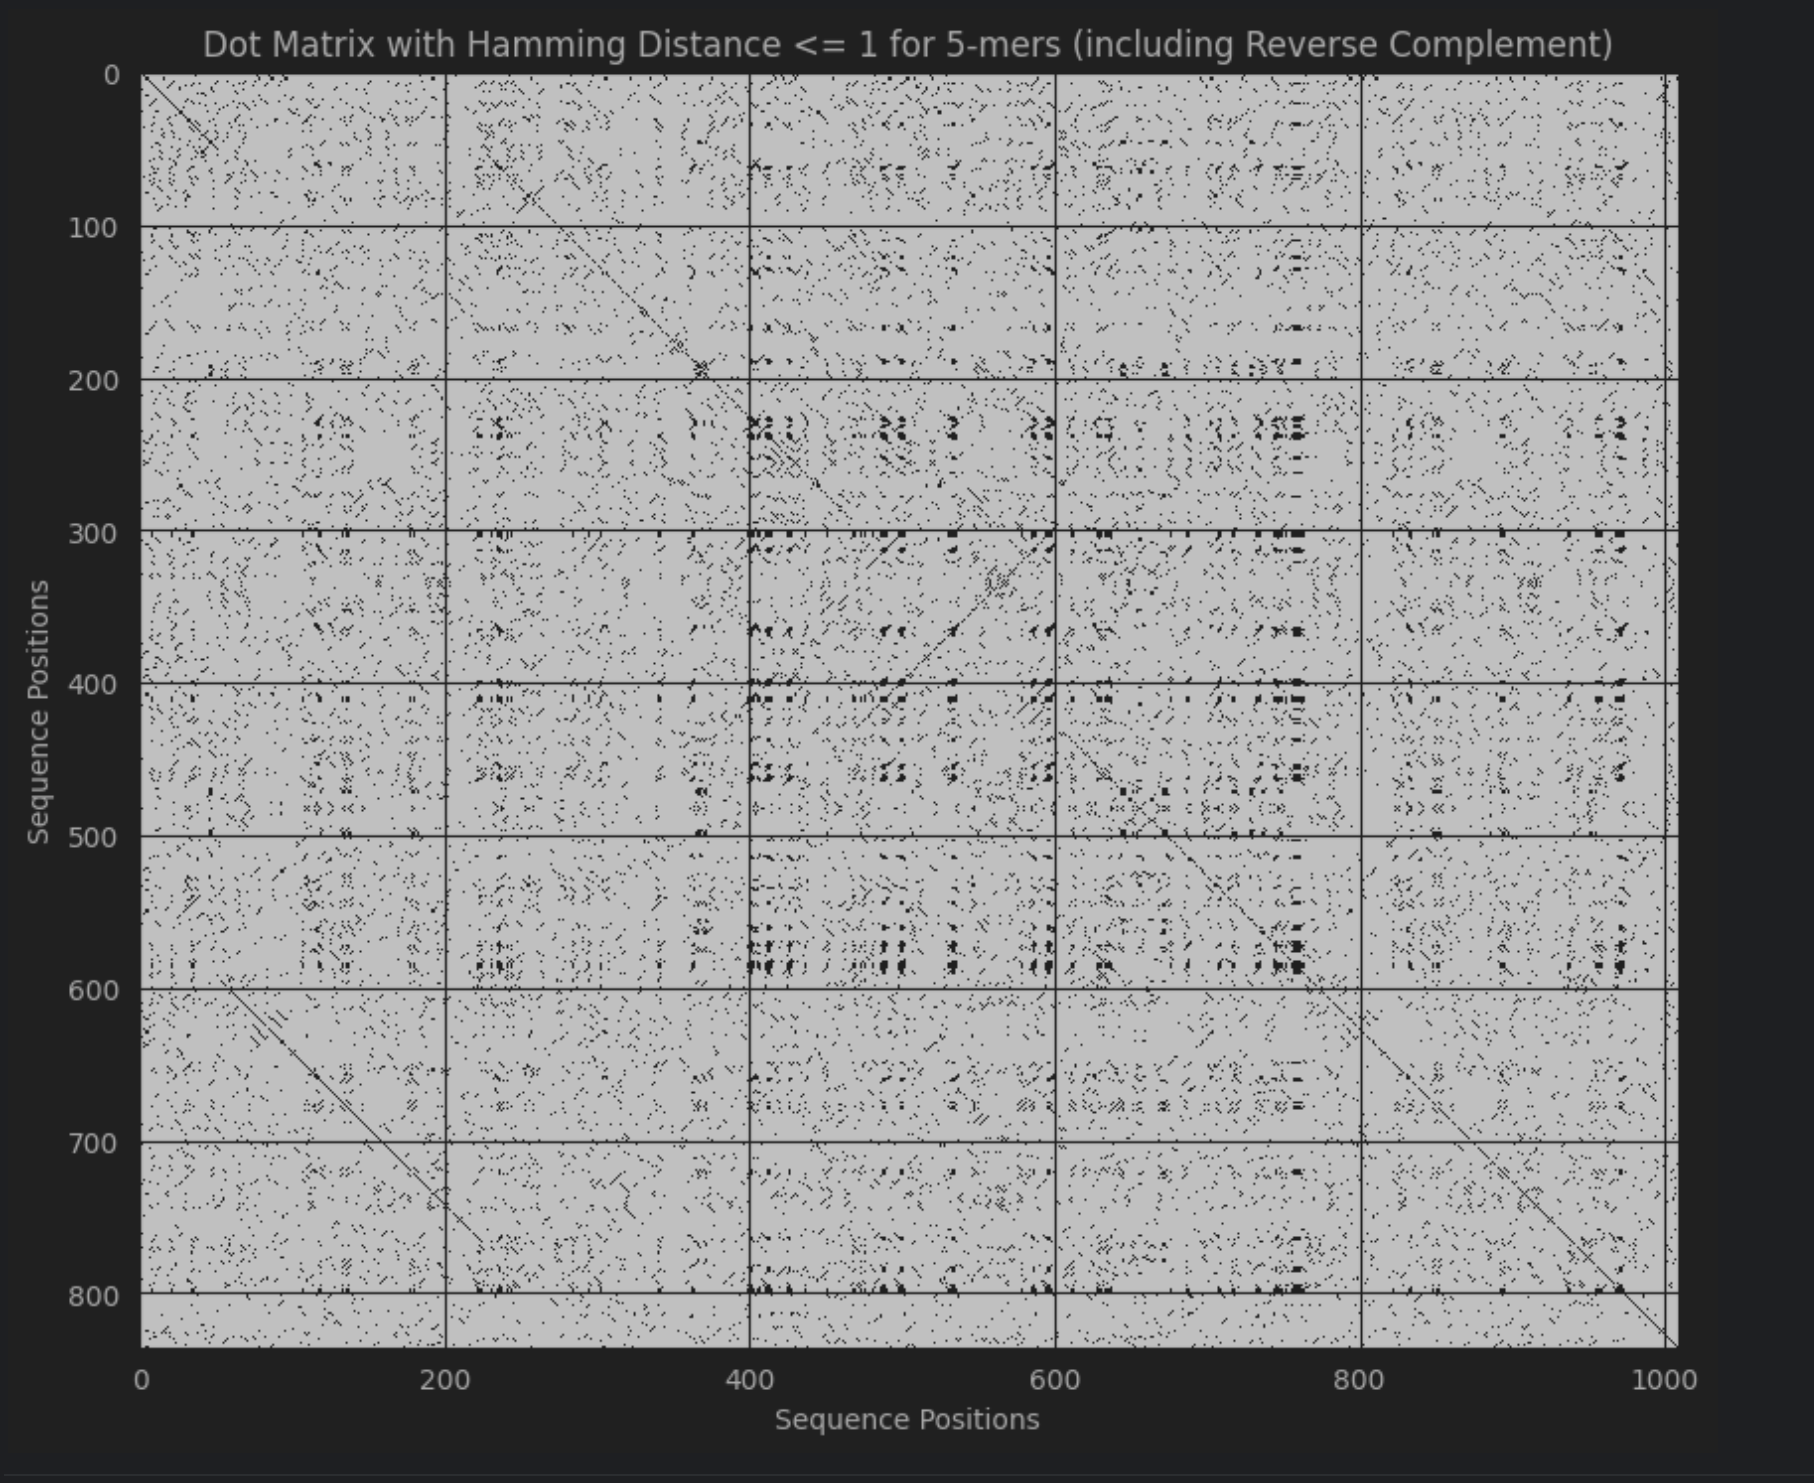 Dot Matrix with Hamming Distance <= 1 for 5-mers (including Reverse Complement)
0
100
200
300
400
500
600
700
800
Sequence Positions
0 200 400 600 800 1000
Sequence Positions